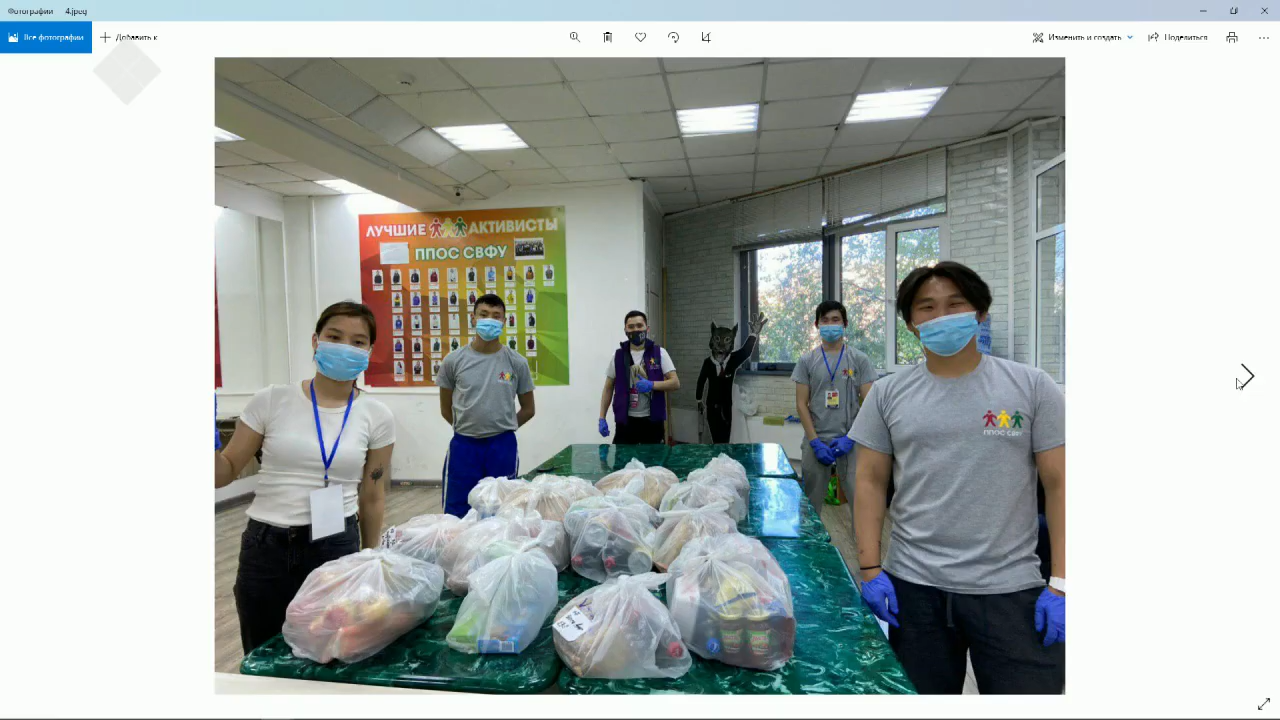 Фотографии 4.jpeg
Все фотографии
Добавить к
Изменить и создать
Поделиться
ЛУЧШИЕ АКТИВИСТЫ
ППОС СВФУ
ППОС СВФУ